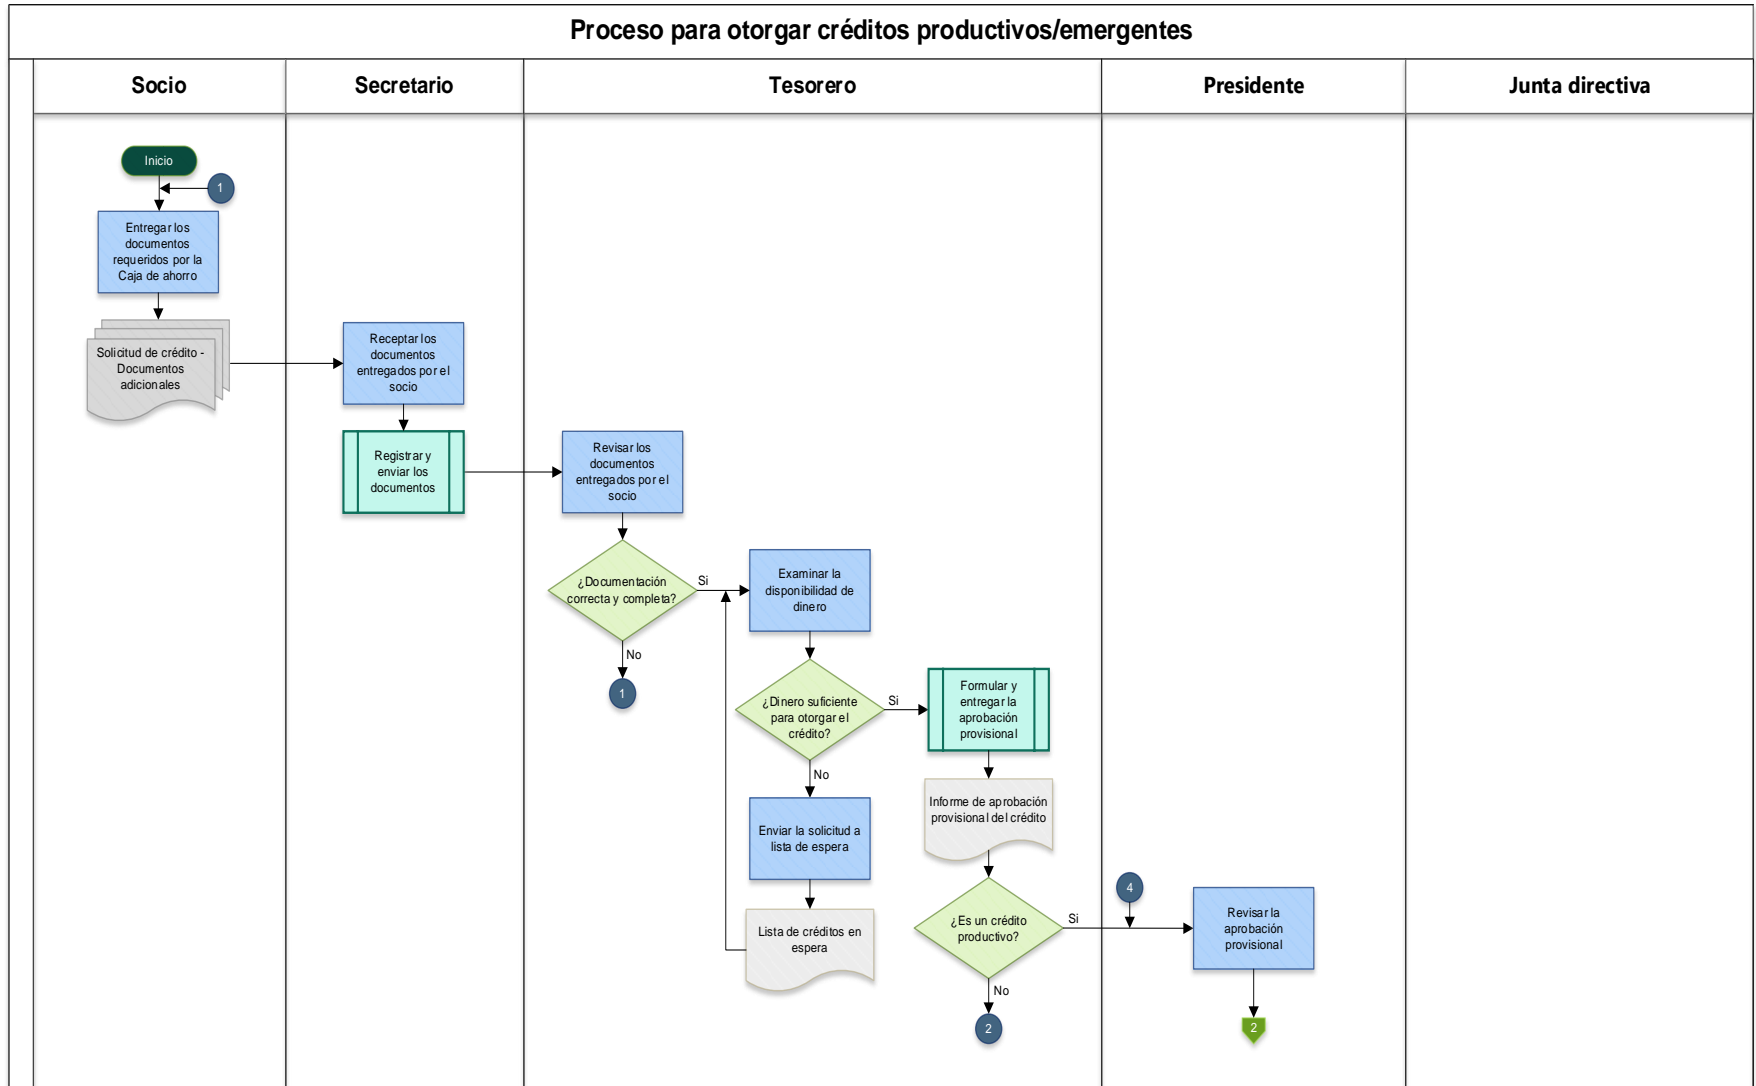 Proceso para otorgar créditos productivos/emergentes
Socio
Secretario
Tesorero
Presidente
Junta directiva
Inicio
1
Entregar los
documentos
requeridos por la
Caja de ahorro
Solicitud de crédito -
Documentos
adicionales
Receptar los
documentos
entregados por el
socio
Registrar y
enviar los
documentos
Revisar los
documentos
entregados por el
socio
¿Documentación
correcta y completa?
Si
No
1
Examinar la
disponibilidad de
dinero
¿Dinero suficiente
para otorgar el
crédito?
Si
No
Enviar la solicitud a
lista de espera
Lista de créditos en
espera
Formular y
entregar la
aprobación
provisional
Informe de aprobación
provisional del crédito
¿Es un crédito
productivo?
Si
No
2
4
Revisar la
aprobación
provisional
2